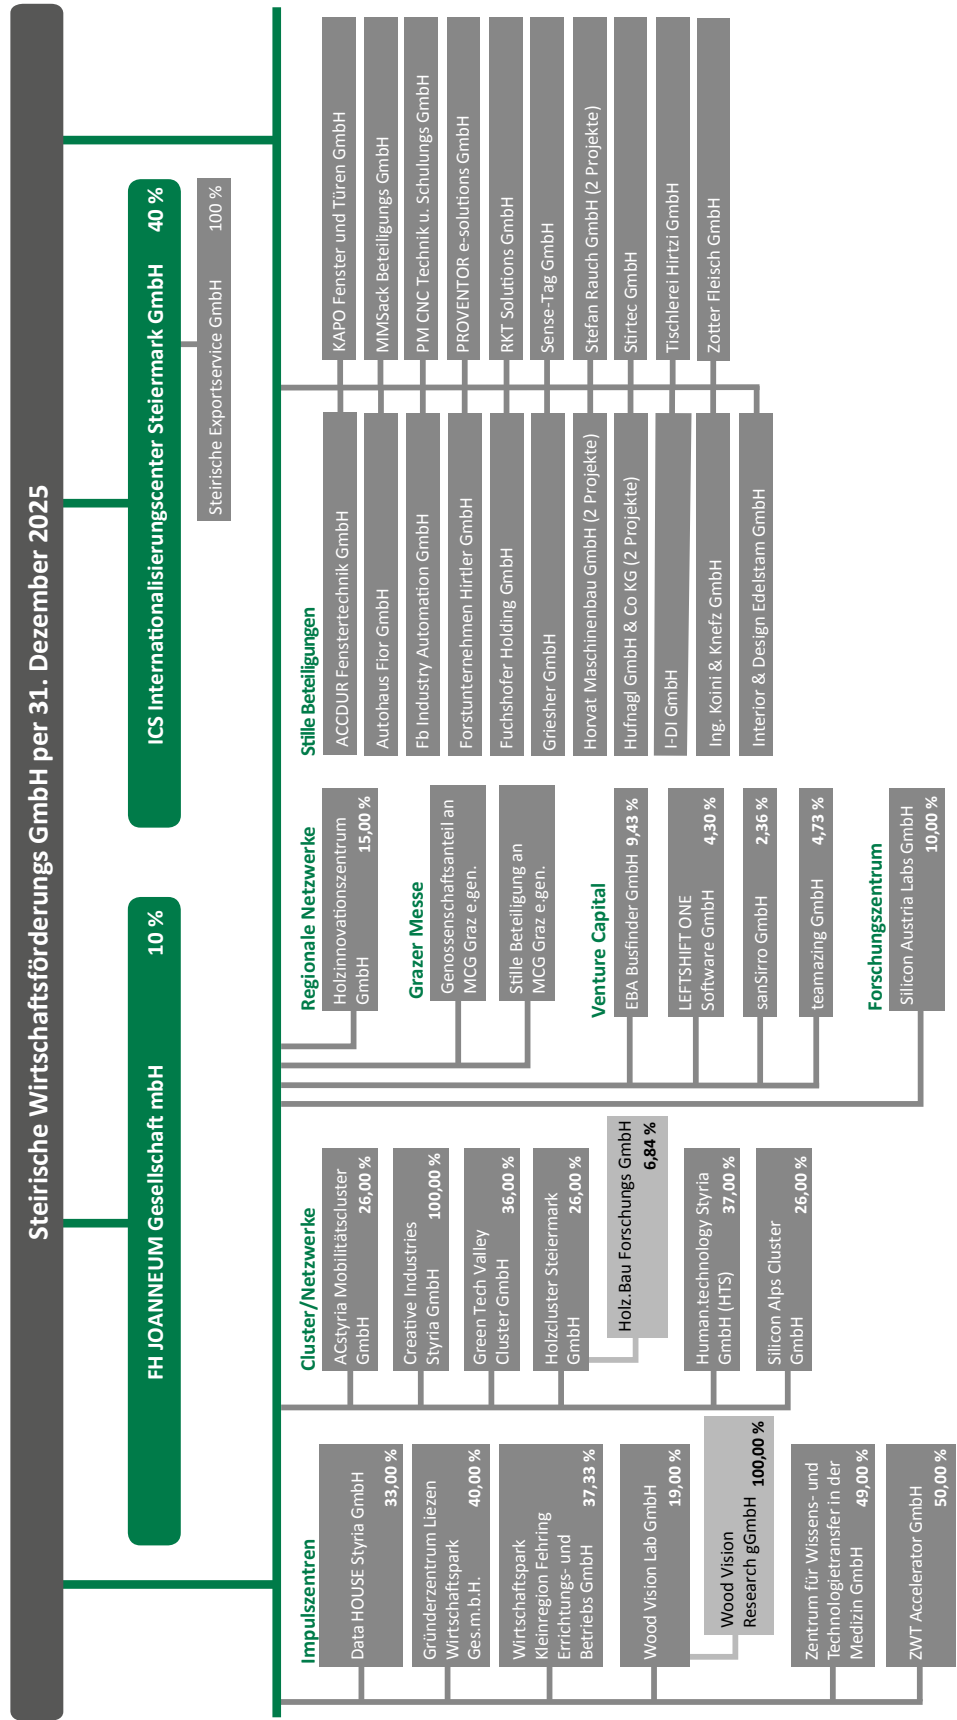 Steirische Wirtschaftsförderungs GmbH per 31. Dezember 2025
FH JOANNEUM Gesellschaft mbH 10 %
ICS Internationalisierungscenter Steiermark GmbH 40 %
Steirische Exportservice GmbH 100 %
Impulszentren
Data HOUSE Styria GmbH
33,00 %
Gründerzentrum Liezen
Wirtschaftspark
Ges.m.b.H. 40,00 %
Wirtschaftspark
Kleinregion Fehring
Errichtungs- und
Betriebs GmbH 37,33 %
Wood Vision Lab GmbH
19,00 %
Wood Vision
Research gGmbH 100,00 %
Zentrum für Wissens- und
Technologietransfer in der
Medizin GmbH 49,00 %
ZWT Accelerator GmbH
50,00 %
Cluster/Netzwerke
ACstyria Mobilitätscluster
GmbH 26,00 %
Creative Industries
Styria GmbH 100,00 %
Green Tech Valley
Cluster GmbH 36,00 %
Holzcluster Steiermark
GmbH 26,00 %
Holz.Bau Forschungs GmbH
6,84 %
Human.technology Styria
GmbH (HTS) 37,00 %
Silicon Alps Cluster
GmbH 26,00 %
Regionale Netzwerke
Holzinnovationszentrum
GmbH 15,00 %
Grazer Messe
Genossenschaftsanteil an
MCG Graz e.gen.
Stille Beteiligung an
MCG Graz e.gen.
Venture Capital
EBA Busfinder GmbH 9,43 %
LEFTSHIFT ONE
Software GmbH 4,30 %
sanSirro GmbH 2,36 %
teamazing GmbH 4,73 %
Forschungszentrum
Silicon Austria Labs GmbH
10,00 %
Stille Beteiligungen
ACCDUR Fenstertechnik GmbH
Autohaus Fior GmbH
Fb Industry Automation GmbH
Forstunternehmen Hirtler GmbH
Fuchshofer Holding GmbH
Griesher GmbH
Horvat Maschinenbau GmbH (2 Projekte)
Hufnagl GmbH & Co KG (2 Projekte)
I-DI GmbH
Ing. Koini & Knefz GmbH
Interior & Design Edelstam GmbH
KAPO Fenster und Türen GmbH
MMSack Beteiligungs GmbH
PM CNC Technik u. Schulungs GmbH
PROVENTOR e-solutions GmbH
RKT Solutions GmbH
Sense-Tag GmbH
Stefan Rauch GmbH (2 Projekte)
Stirtec GmbH
Tischlerei Hirtzi GmbH
Zotter Fleisch GmbH